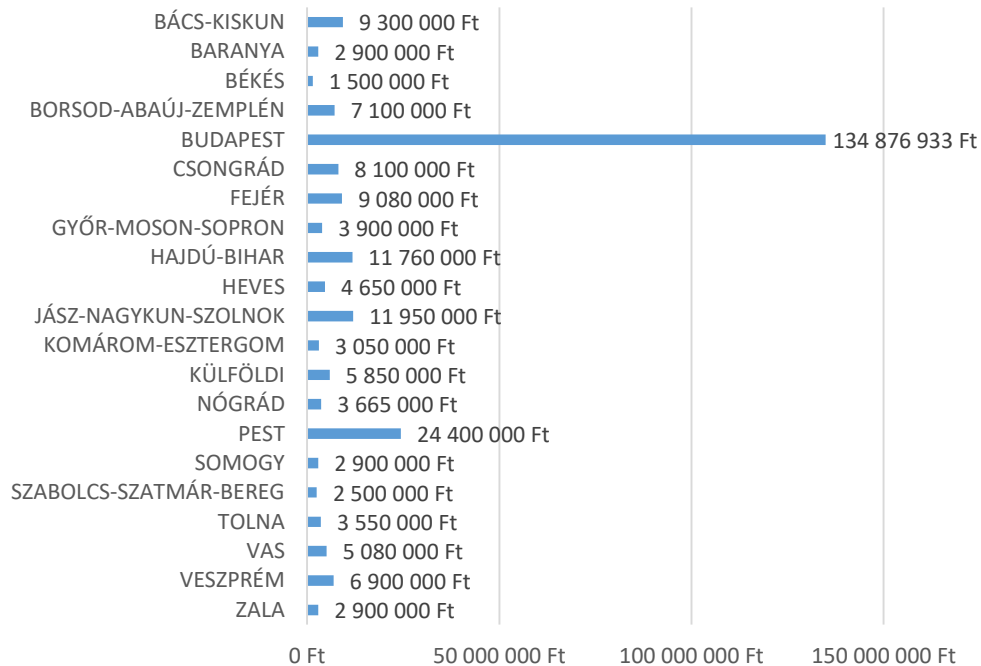 BÁCS-KISKUN 9 300 000 Ft
BARANYA 2 900 000 Ft
BÉKÉS 1 500 000 Ft
BORSOD-ABAÚJ-ZEMPLÉN 7 100 000 Ft
BUDAPEST 134 876 933 Ft
CSONGRÁD 8 100 000 Ft
FEJÉR 9 080 000 Ft
GYŐR-MOSON-SOPRON 3 900 000 Ft
HAJDÚ-BIHAR 11 760 000 Ft
HEVES 4 650 000 Ft
JÁSZ-NAGYKUN-SZOLNOK 11 950 000 Ft
KOMÁROM-ESZTERGOM 3 050 000 Ft
KÜLFÖLDI 5 850 000 Ft
NÓGRÁD 3 665 000 Ft
PEST 24 400 000 Ft
SOMOGY 2 900 000 Ft
SZABOLCS-SZATMÁR-BEREG 2 500 000 Ft
TOLNA 3 550 000 Ft
VAS 5 080 000 Ft
VESZPRÉM 6 900 000 Ft
ZALA 2 900 000 Ft
0 Ft 50 000 000 Ft 100 000 000 Ft 150 000 000 Ft